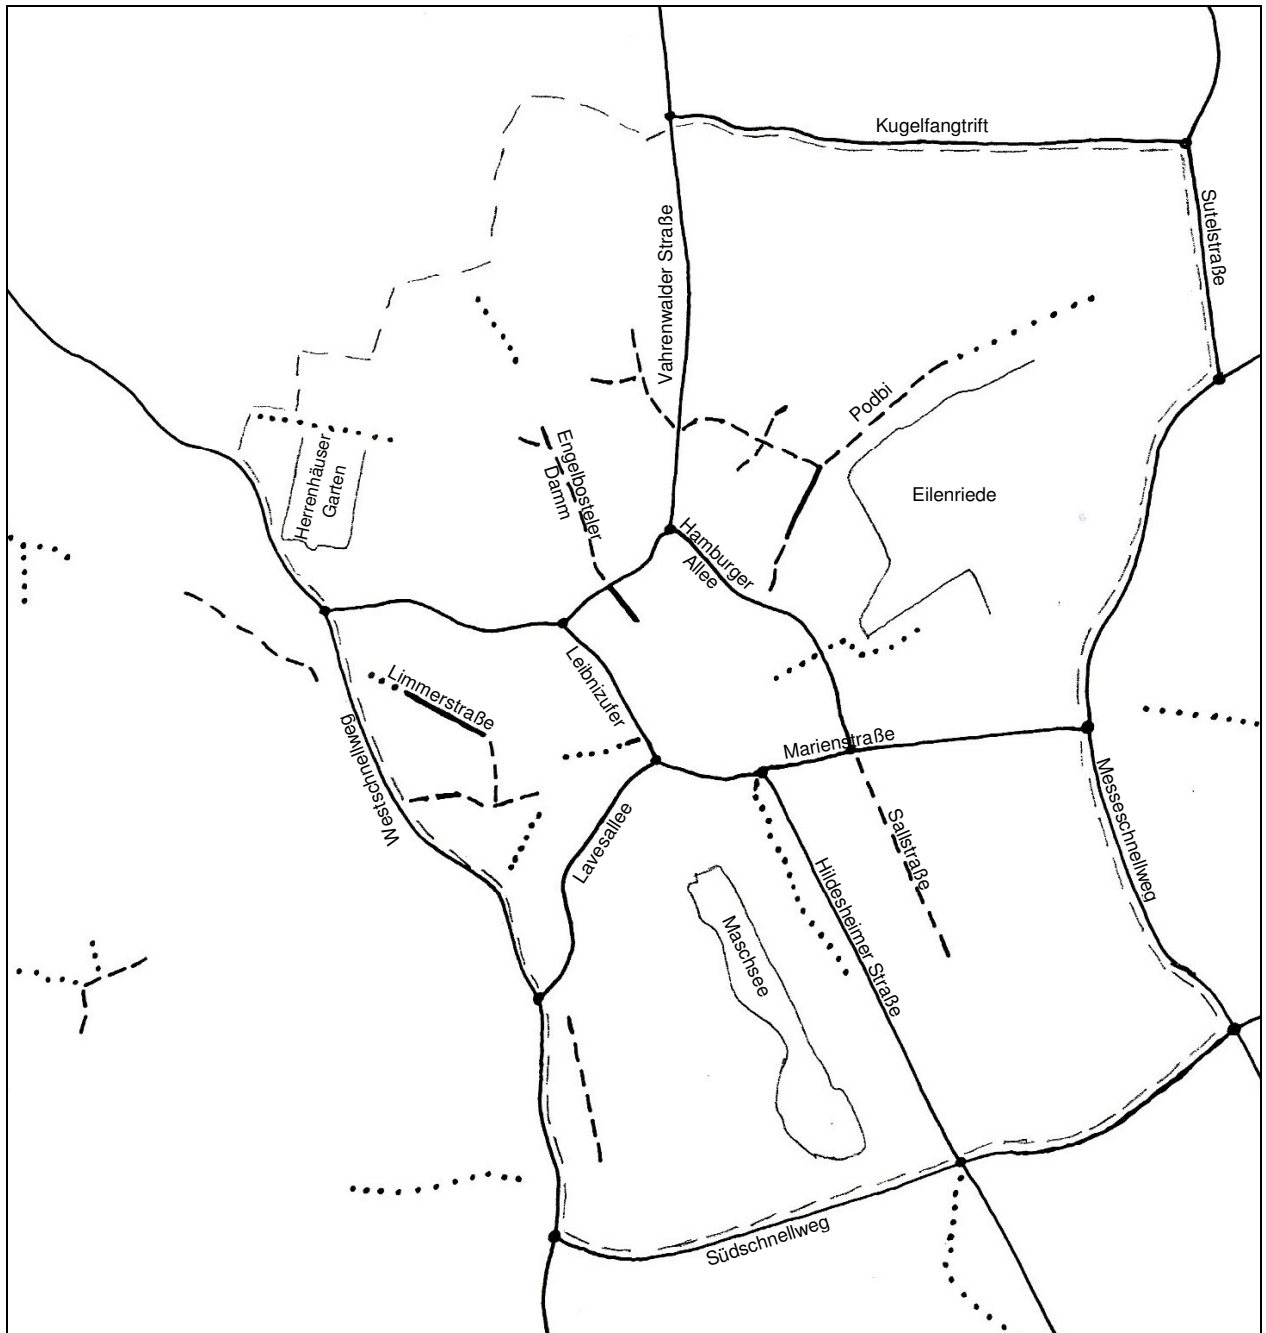 Kugelfangtrift
Sutelstraße
Vahrenwalder Straße
Podbi
Herrenhäuser
Garten
Engelbosteler
Damm
Eilenriede
Hamburger
Allee
Leibnizufer
Limmerstraße
Westschnellweg
Marienstraße
Lavesallee
Sallstraße
Messeschnellweg
Hildesheimer Straße
Maschsee
Südschnellweg